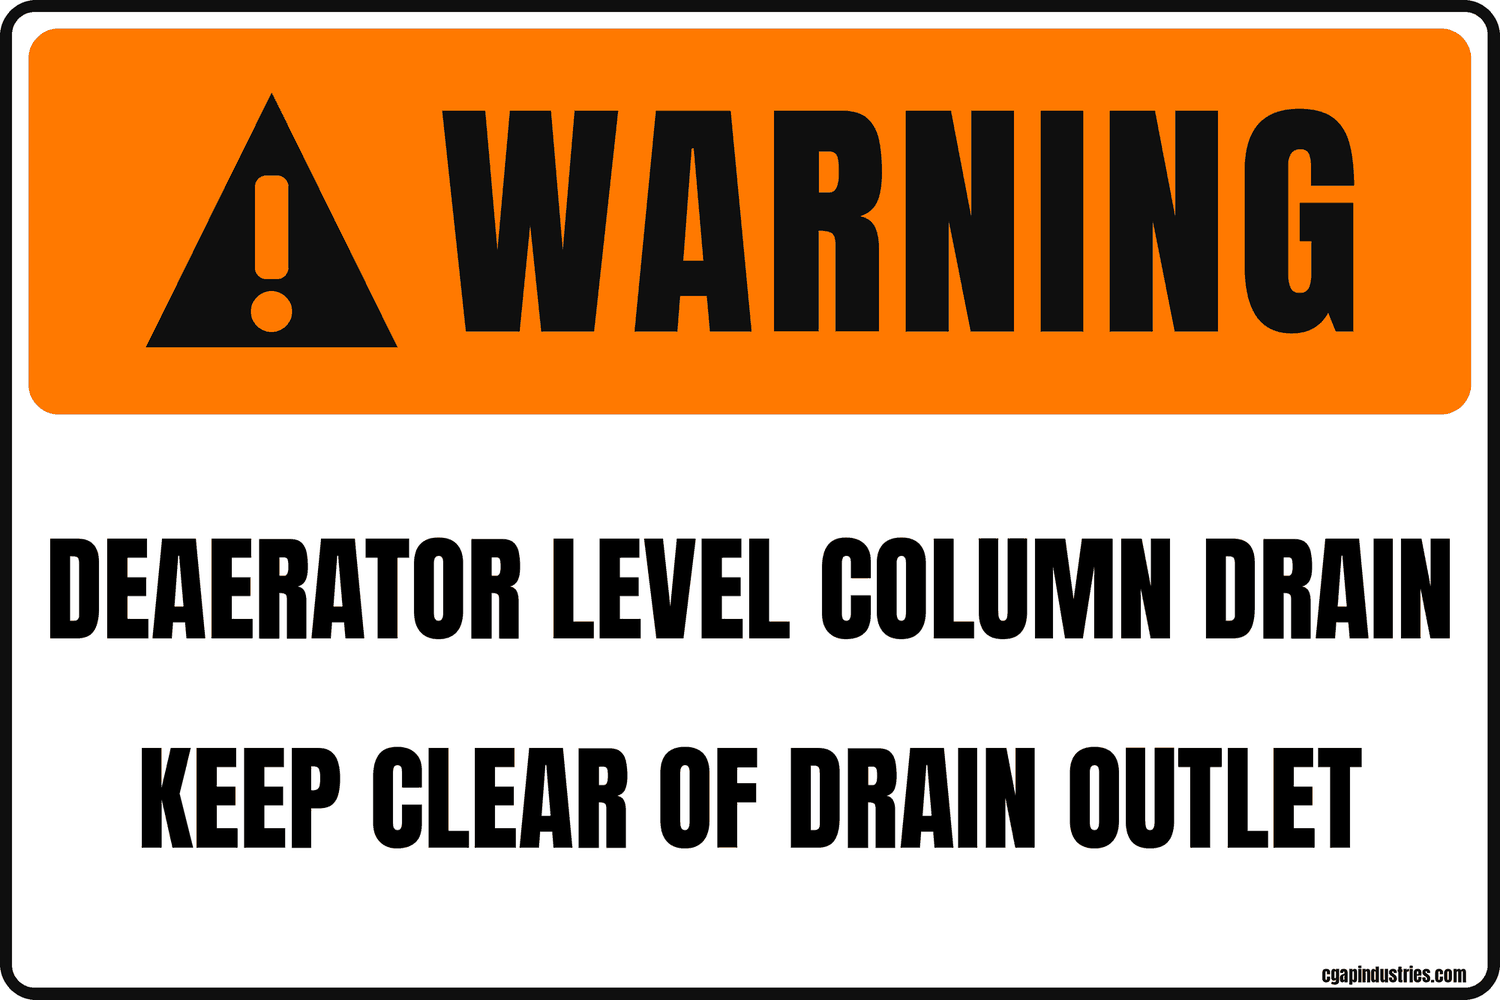 WARNING
DEAERATOR LEVEL COLUMN DRAIN
KEEP CLEAR OF DRAIN OUTLET
cgapindustries.com